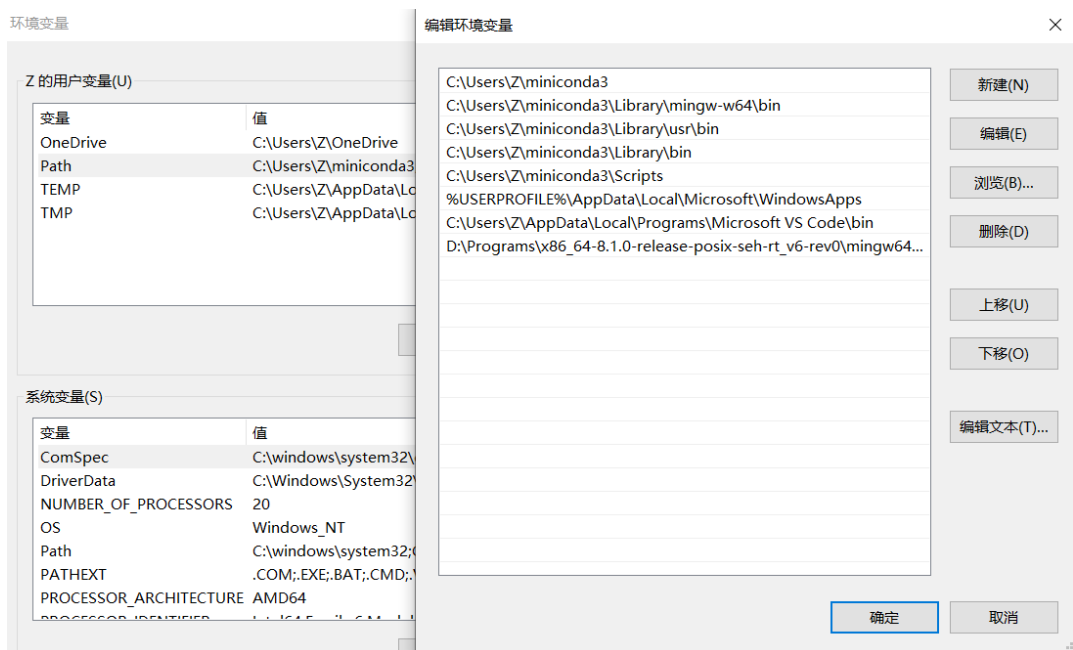 环境变量
Z 的用户变量(U)
变量 值
OneDrive C:\Users\Z\OneDrive
Path C:\Users\Z\miniconda3
TEMP C:\Users\Z\AppData\Lo
TMP C:\Users\Z\AppData\Lo
系统变量(S)
变量 值
ComSpec C:\windows\system32\
DriverData C:\Windows\System32\
NUMBER_OF_PROCESSORS 20
OS Windows_NT
Path C:\windows\system32;
PATHEXT .COM;.EXE;.BAT;.CMD;.
PROCESSOR_ARCHITECTURE AMD64
编辑环境变量
C:\Users\Z\miniconda3
C:\Users\Z\miniconda3\Library\mingw-w64\bin
C:\Users\Z\miniconda3\Library\usr\bin
C:\Users\Z\miniconda3\Library\bin
C:\Users\Z\miniconda3\Scripts
%USERPROFILE%\AppData\Local\Microsoft\WindowsApps
C:\Users\Z\AppData\Local\Programs\Microsoft VS Code\bin
D:\Programs\x86_64-8.1.0-release-posix-seh-rt_v6-rev0\mingw64...
新建(N)
编辑(E)
浏览(B)...
删除(D)
上移(U)
下移(O)
编辑文本(T)...
确定
取消